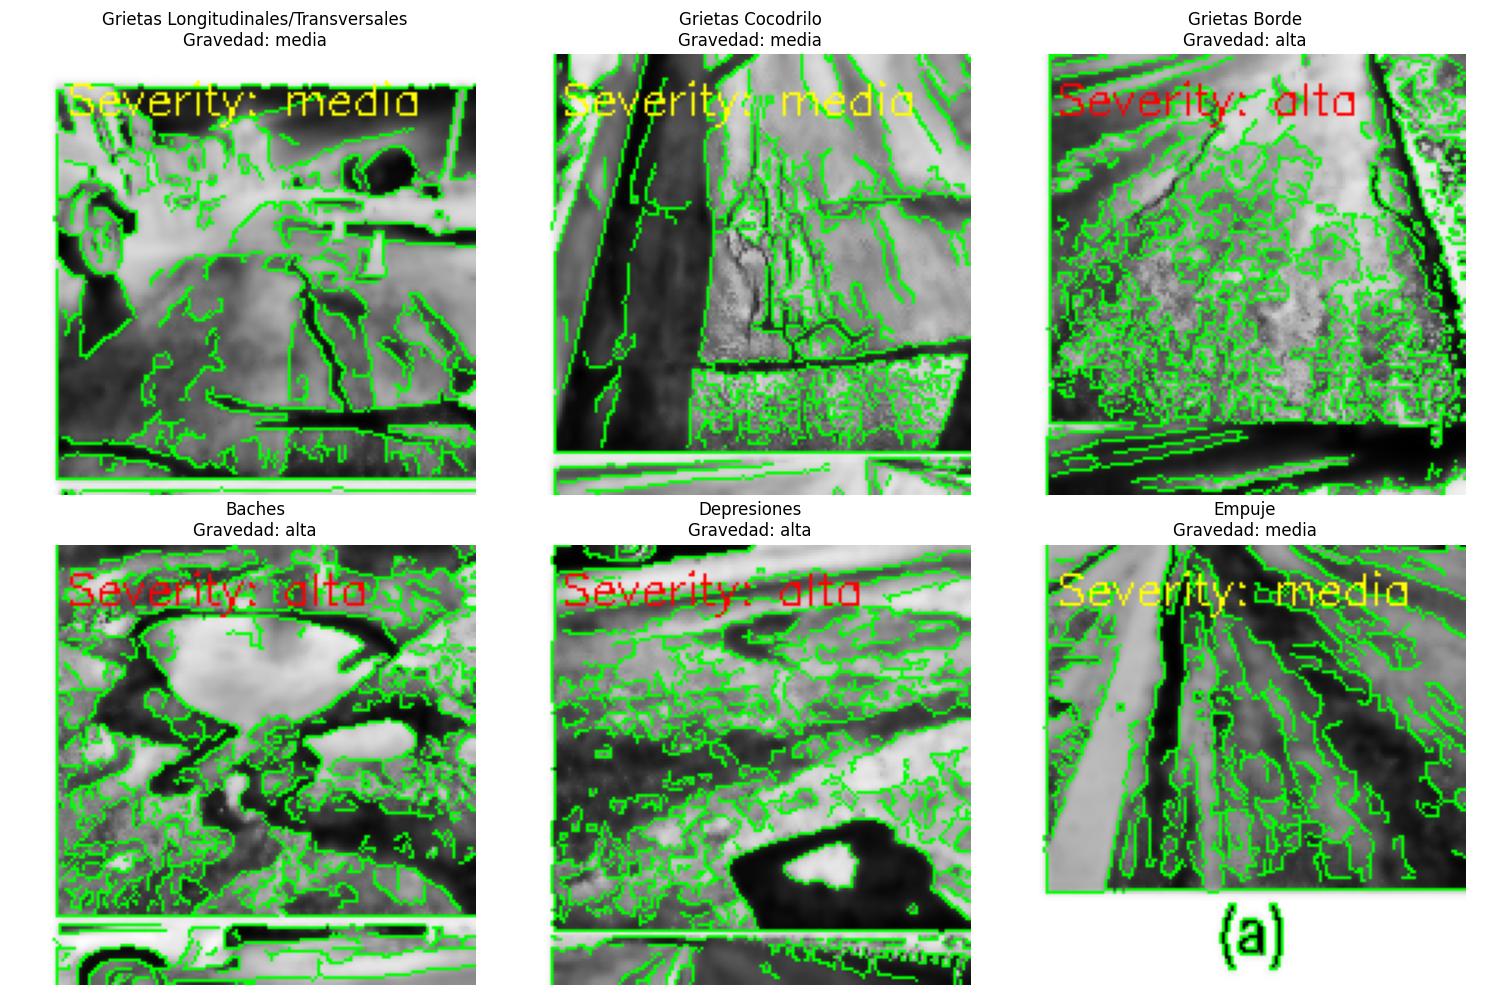 Grietas Longitudinales/Transversales
Gravedad: media
Severity: media
Grietas Cocodrilo
Gravedad: media
Severity: media
Grietas Borde
Gravedad: alta
Severity: alta
Baches
Gravedad: alta
Severity: alta
Depresiones
Gravedad: alta
Severity: alta
Empuje
Gravedad: media
Severity: media
(a)